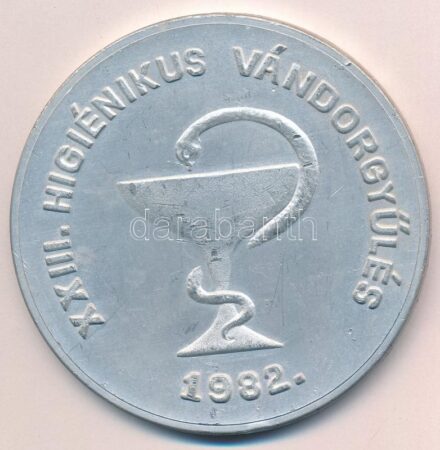 XXIII. HIGIÉNIKUS VÁNDORGYŰLÉS
darabanth
1982.